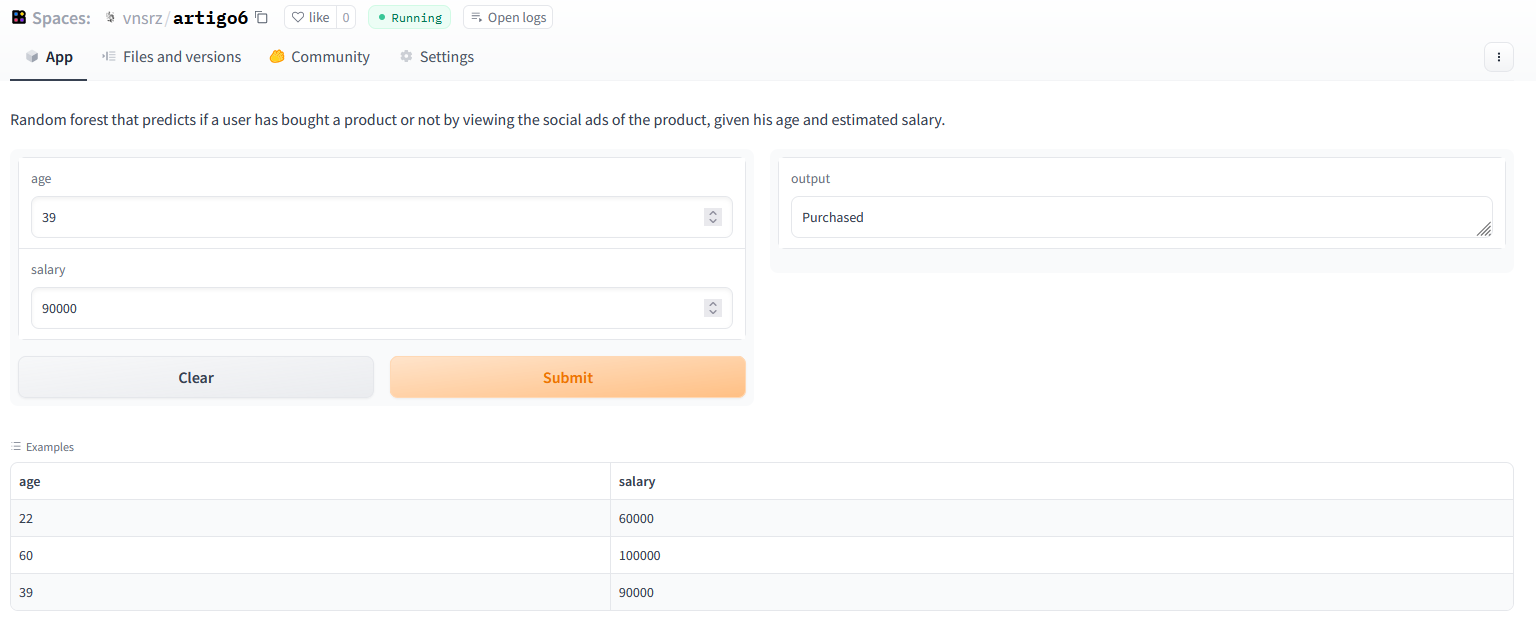 Spaces: vnsrz/artigo6 like 0 Running Open logs
App Files and versions Community Settings
Random forest that predicts if a user has bought a product or not by viewing the social ads of the product, given his age and estimated salary.
age
39
salary
90000
Clear Submit
output
Purchased
Examples
age salary
22 60000
60 100000
39 90000